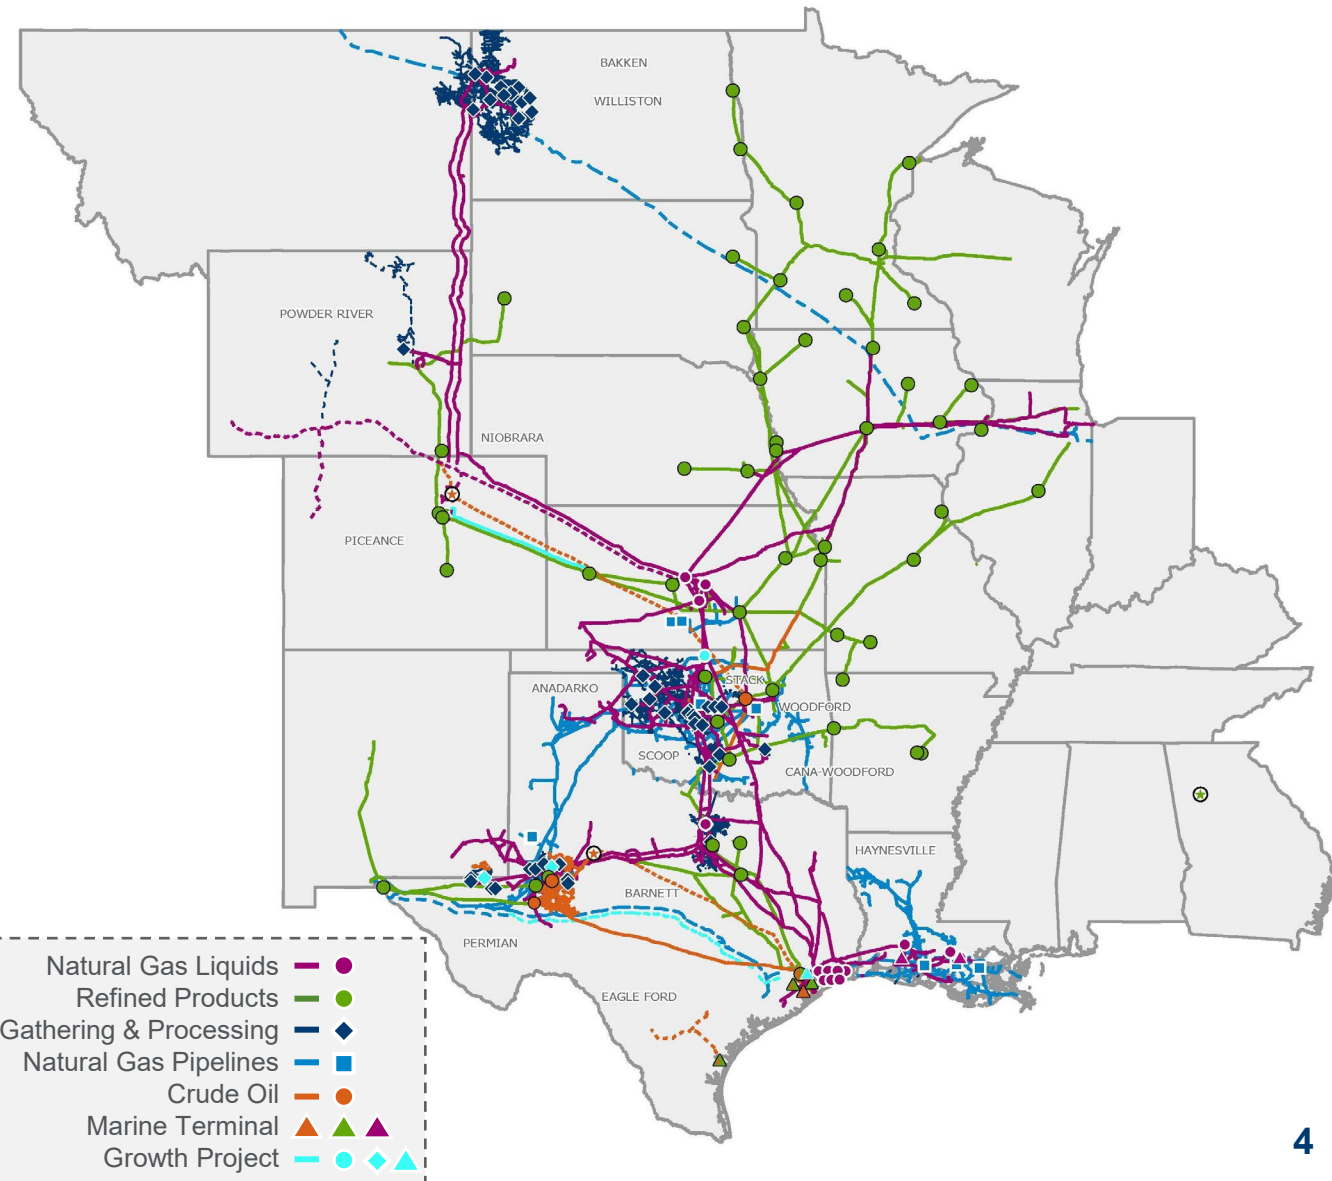 BAKKEN
WILLISTON
POWDER RIVER
NIOBRARA
PICEANCE
ANADARKO
STACK
WOODFORD
SCOOP
CANA-WOODFORD
HAYNESVILLE
BARNETT
PERMIAN
EAGLE FORD
Natural Gas Liquids
Refined Products
Gathering & Processing
Natural Gas Pipelines
Crude Oil
Marine Terminal
Growth Project
4